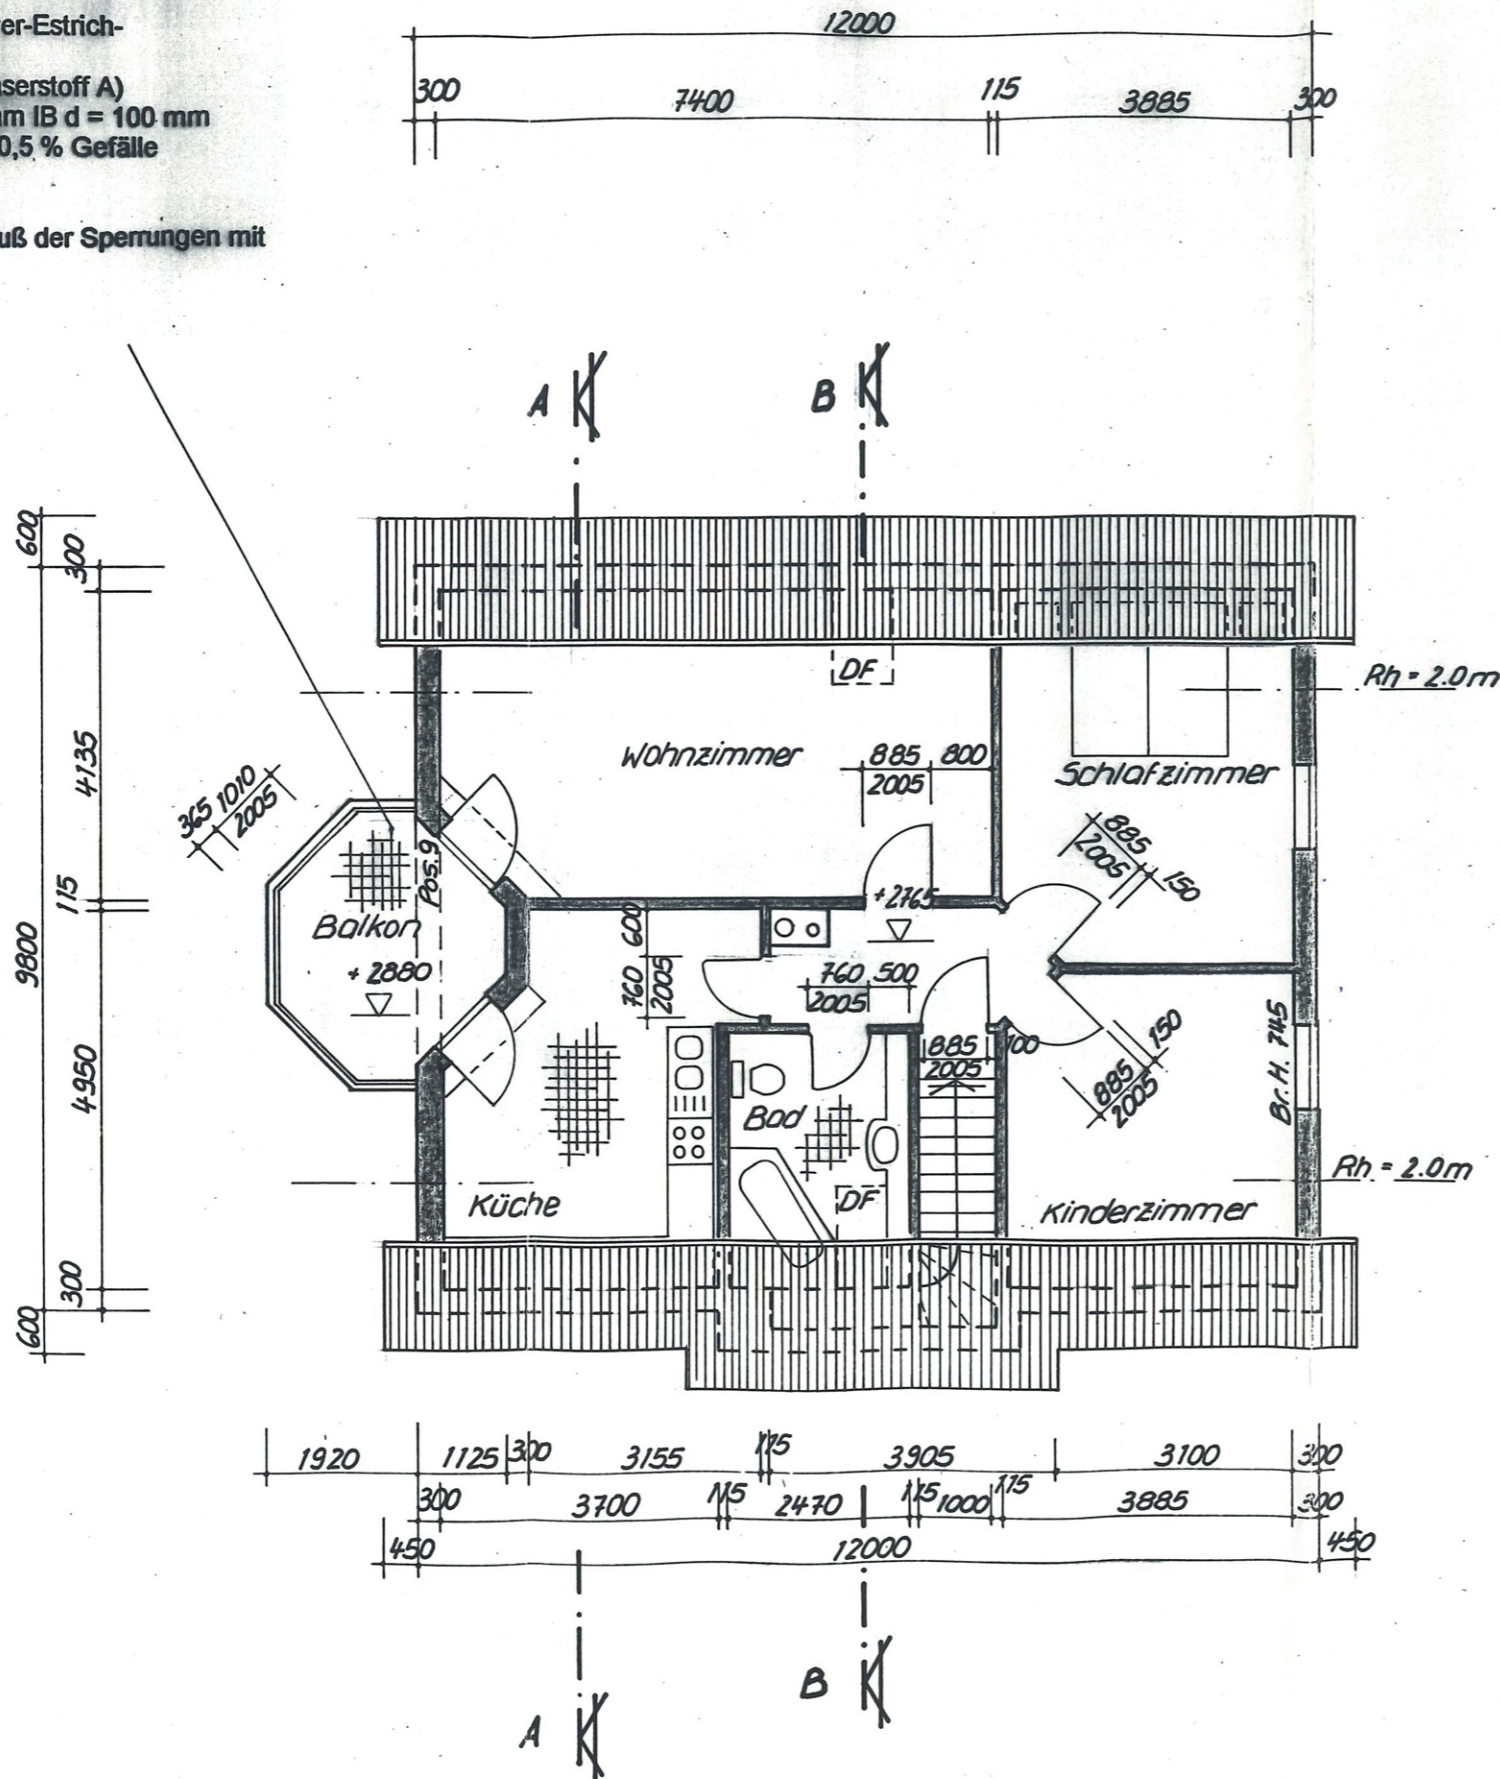 er-Estrich-
serstoff A)
m IB d = 100 mm
0,5 % Gefälle
uß der Sperrungen mit
12000
300 7400 115 3885 300
A B
600
300
4135
115
9800
4950
300
600
DF
Rh = 2.0m
Wohnzimmer
885 800
2005
Schlafzimmer
365 1010
2005
885
2005
150
Pos.9
+2765
Balkon
+ 2880
600
760
2005
760 500
2005
885 100
2005
150
885
2005
Br.H. 745
Bad
Rh = 2.0m
Küche
DF
Kinderzimmer
1920 1125 300 3155 115 3905 3100 300
300 3700 115 2470 115 1000 115 3885 300
450 12000 450
B
A